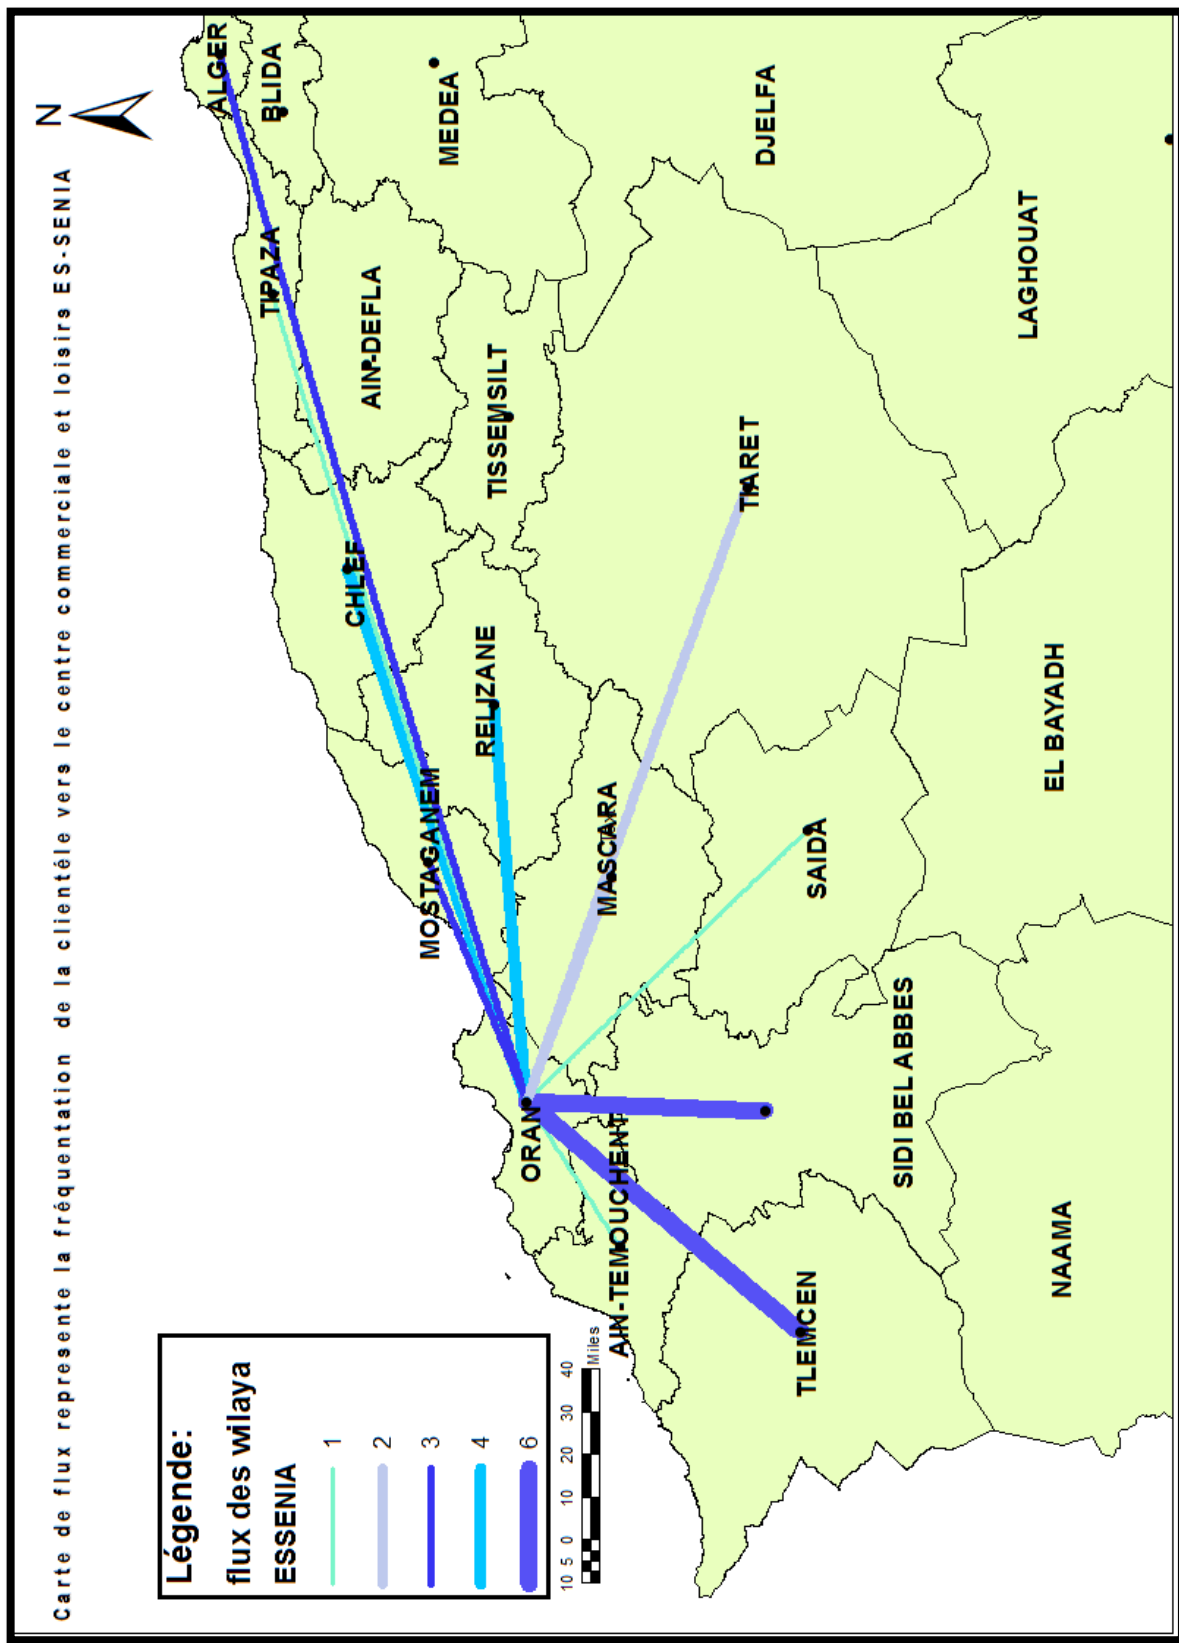 Carte de flux represente la fréquentation de la clientéle vers le centre commerciale et loisirs ES-SENIA
N
Légende:
flux des wilaya
ESSENIA
1
2
3
4
6
10 5 0 10 20 30 40
Miles
ALGER
BLIDA
TIPAZA
MEDEA
AIN-DEFLA
CHLEF
MOSTAGANEM
TISSEMSILT
RELIZANE
ORAN
MASCARA
AIN-TEMOUCHENT
DJELFA
TIARET
SAIDA
TLEMCEN
SIDI BEL ABBES
LAGHOUAT
EL BAYADH
NAAMA